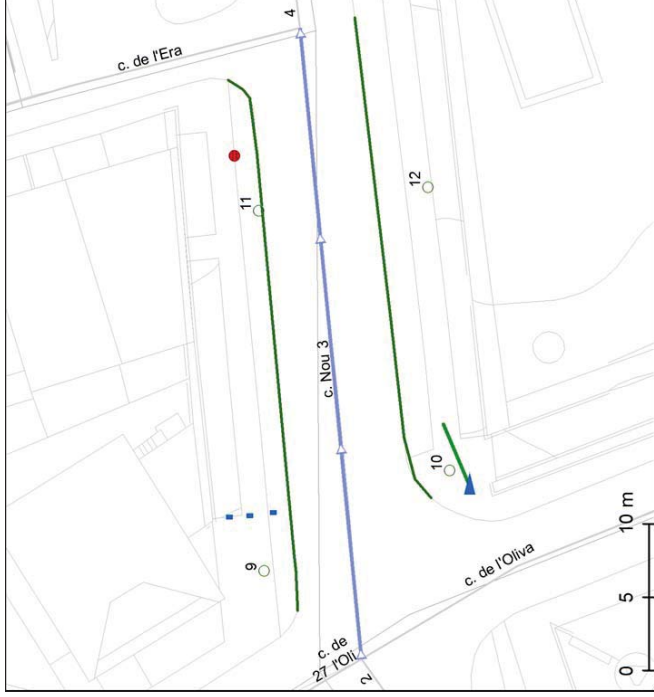 4
c. de l'Era
11
12
c. Nou 3
10
9
c. de l'Oliva
c. de
27 l'Oli
2
0 5 10 m